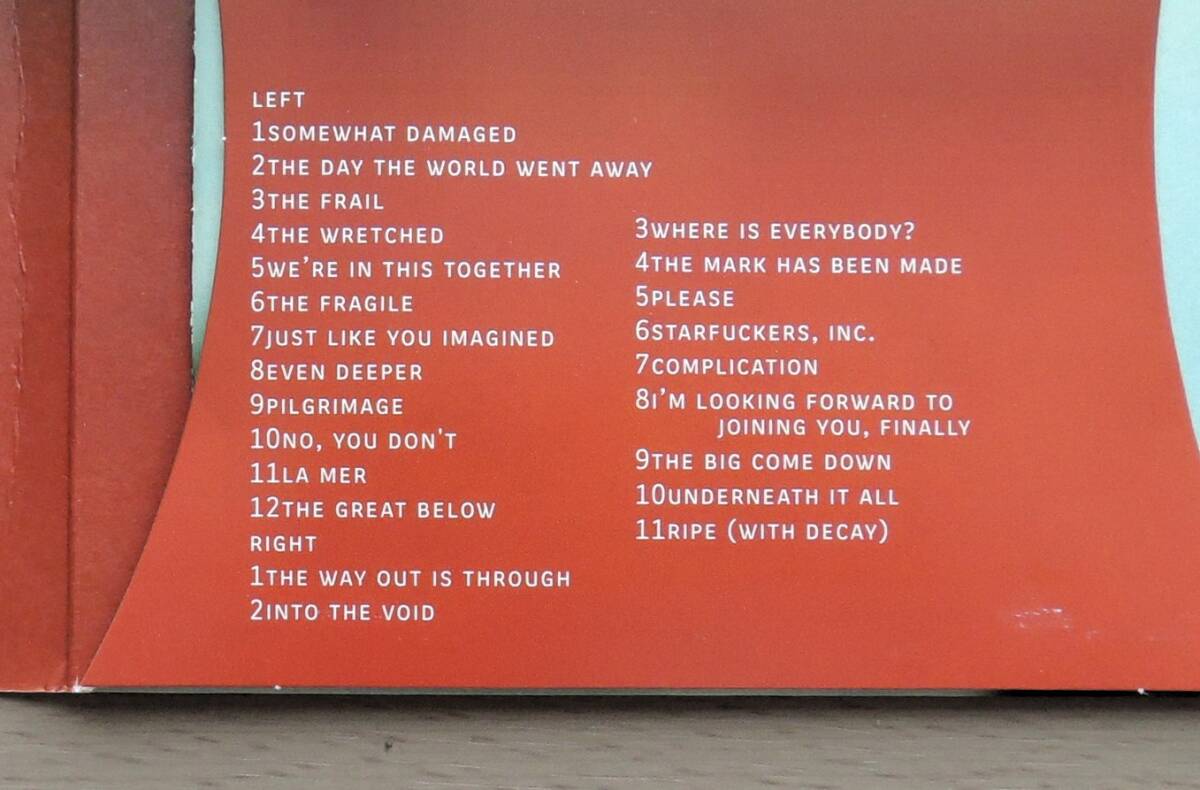 LEFT
1SOMEWHAT DAMAGED
2THE DAY THE WORLD WENT AWAY
3THE FRAIL
4THE WRETCHED
5WE'RE IN THIS TOGETHER
6THE FRAGILE
7JUST LIKE YOU IMAGINED
8EVEN DEEPER
9PILGRIMAGE
10NO, YOU DON'T
11LA MER
12THE GREAT BELOW
RIGHT
1THE WAY OUT IS THROUGH
2INTO THE VOID
3WHERE IS EVERYBODY?
4THE MARK HAS BEEN MADE
5PLEASE
6STARFUCKERS, INC.
7COMPLICATION
8I'M LOOKING FORWARD TO
JOINING YOU, FINALLY
9THE BIG COME DOWN
10UNDERNEATH IT ALL
11RIPE (WITH DECAY)